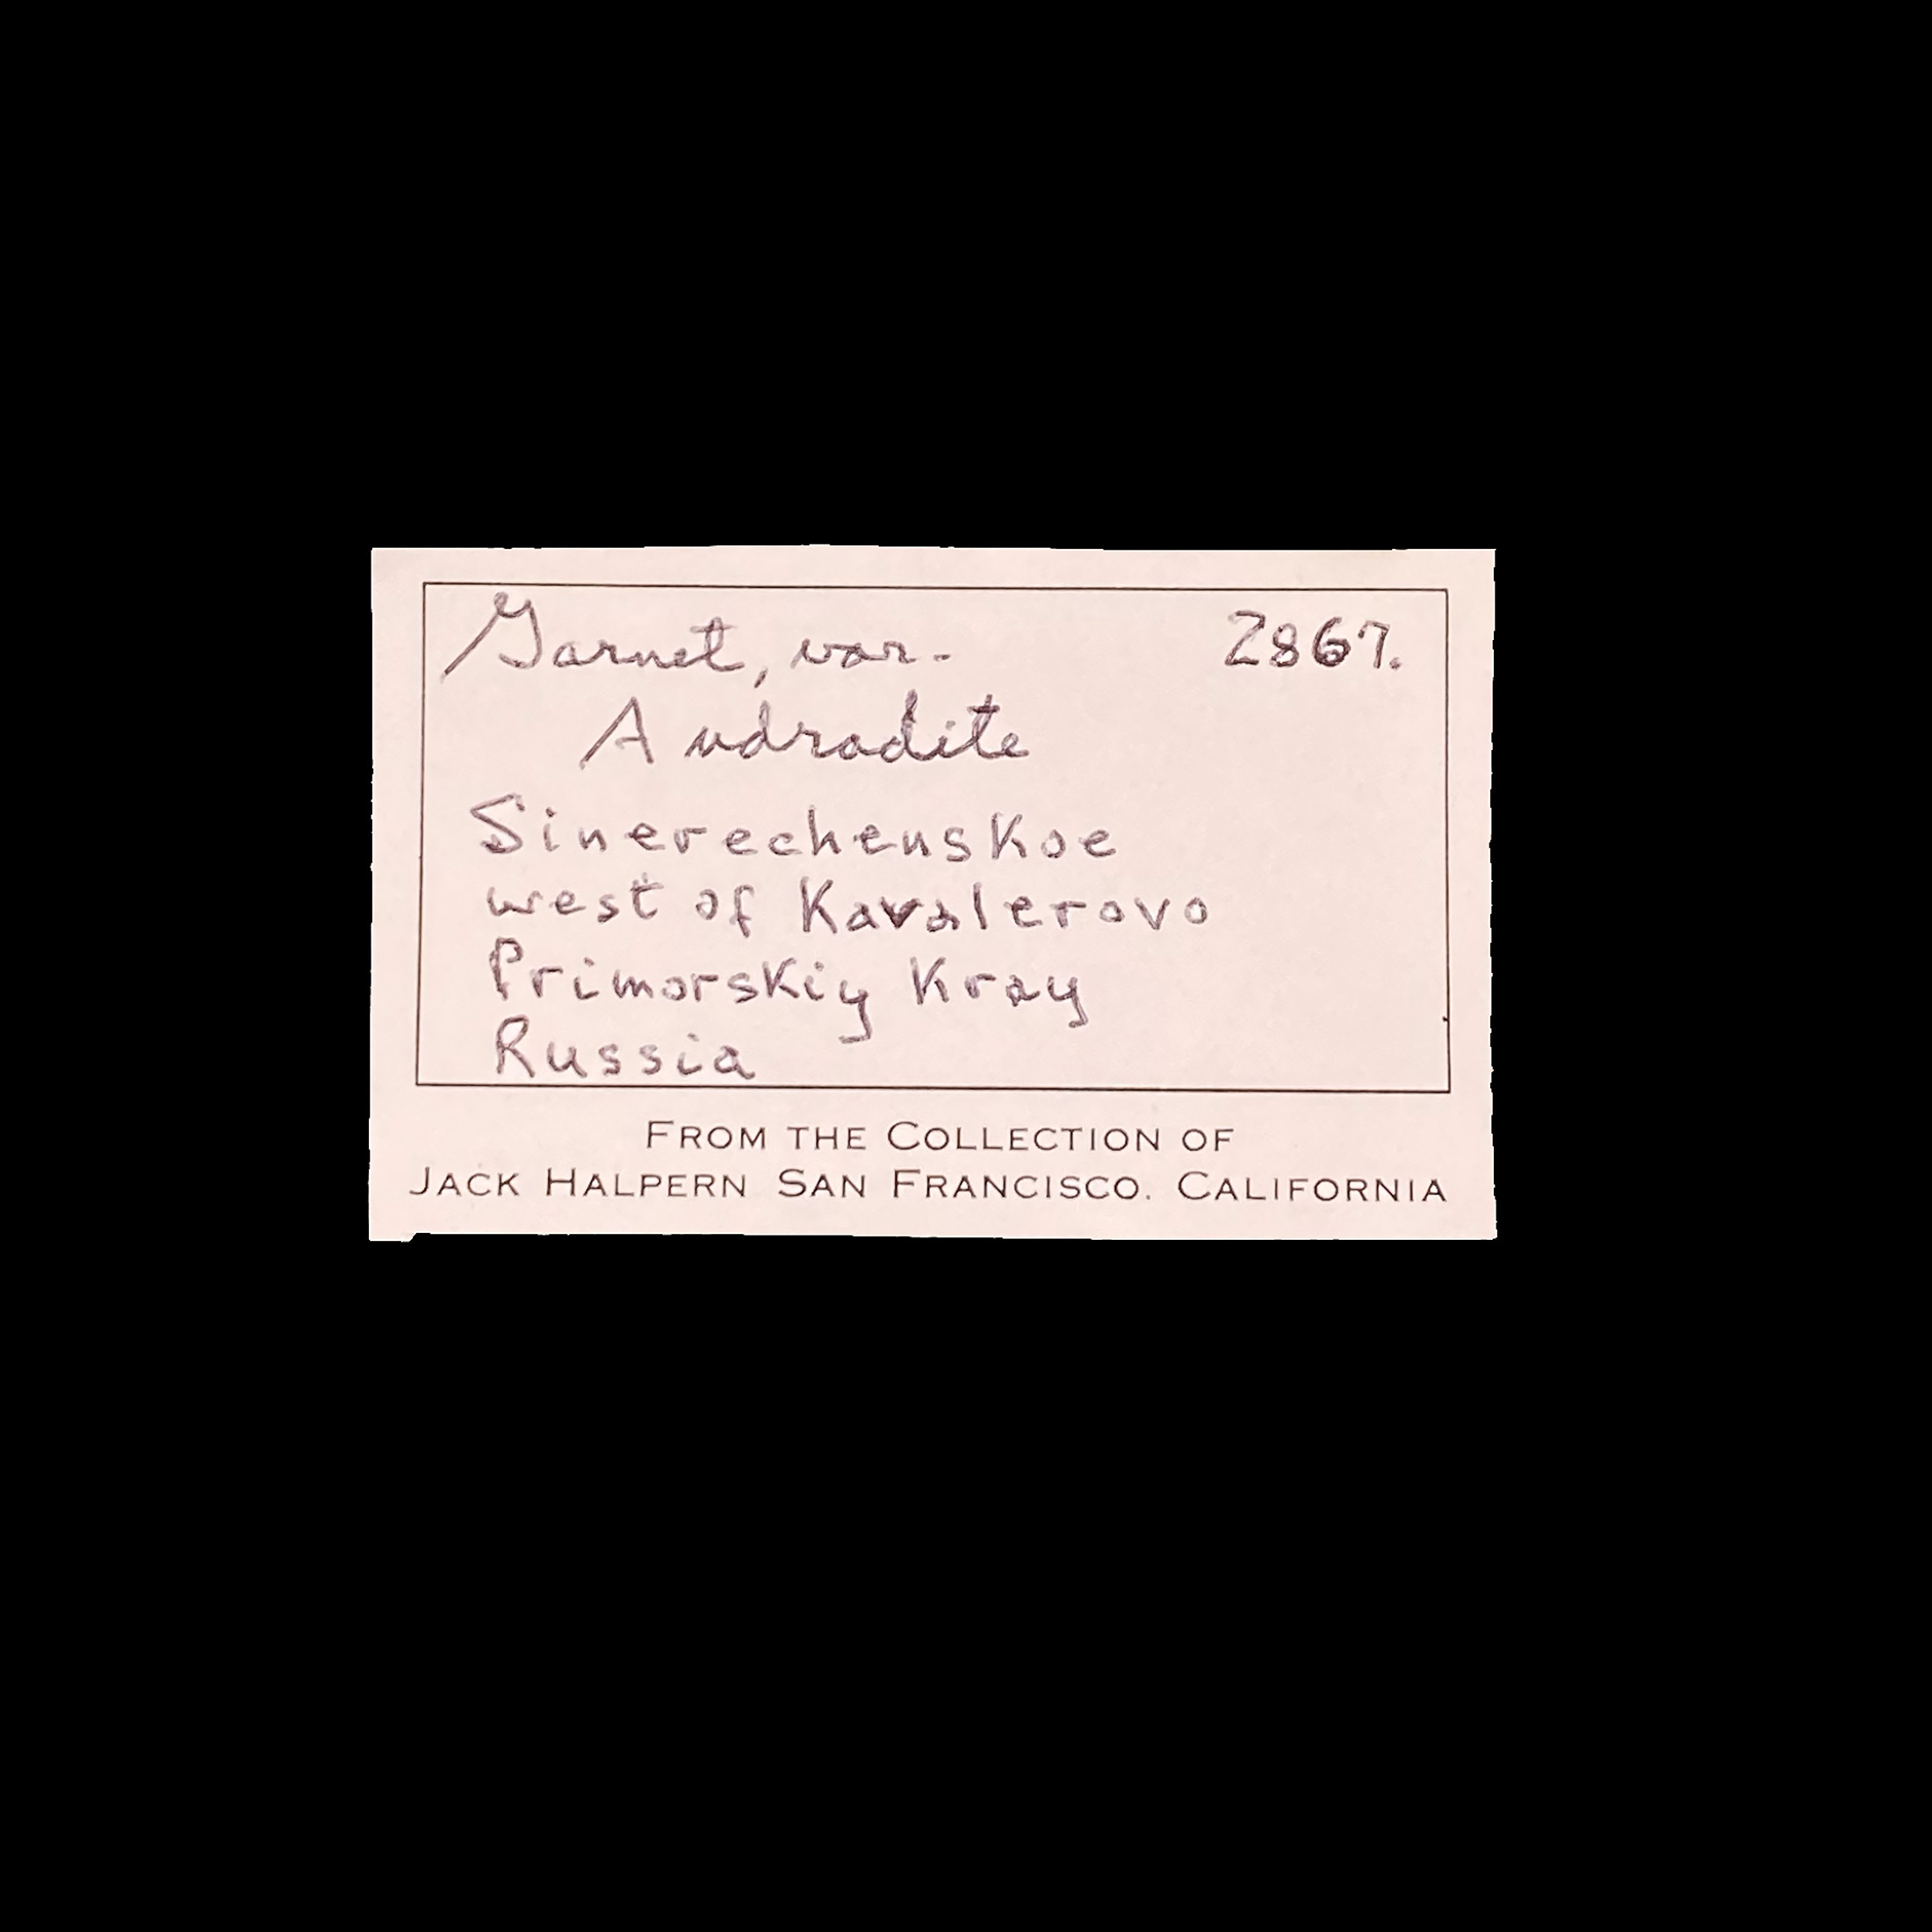 Garnet, var. 2867.
Andradite
Sinerechenskoe
west of Kavalerovo
Primorskiy Kray
Russia
FROM THE COLLECTION OF
JACK HALPERN SAN FRANCISCO. CALIFORNIA